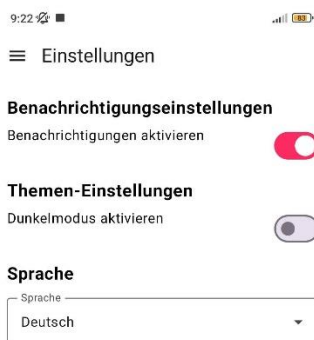 9:22
83
Einstellungen
Benachrichtigungseinstellungen
Benachrichtigungen aktivieren
Themen-Einstellungen
Dunkelmodus aktivieren
Sprache
Sprache
Deutsch